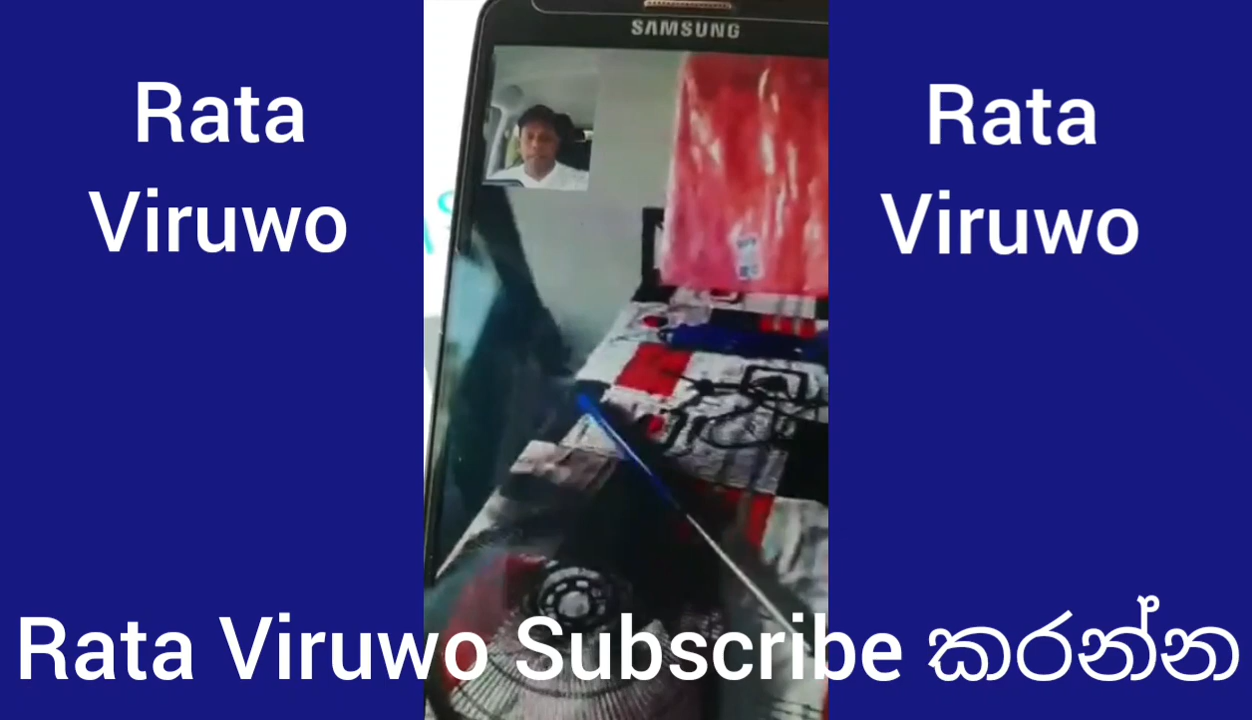 SAMSUNG
Rata
Viruwo
Rata
Viruwo
Rata Viruwo Subscribe කරන්න